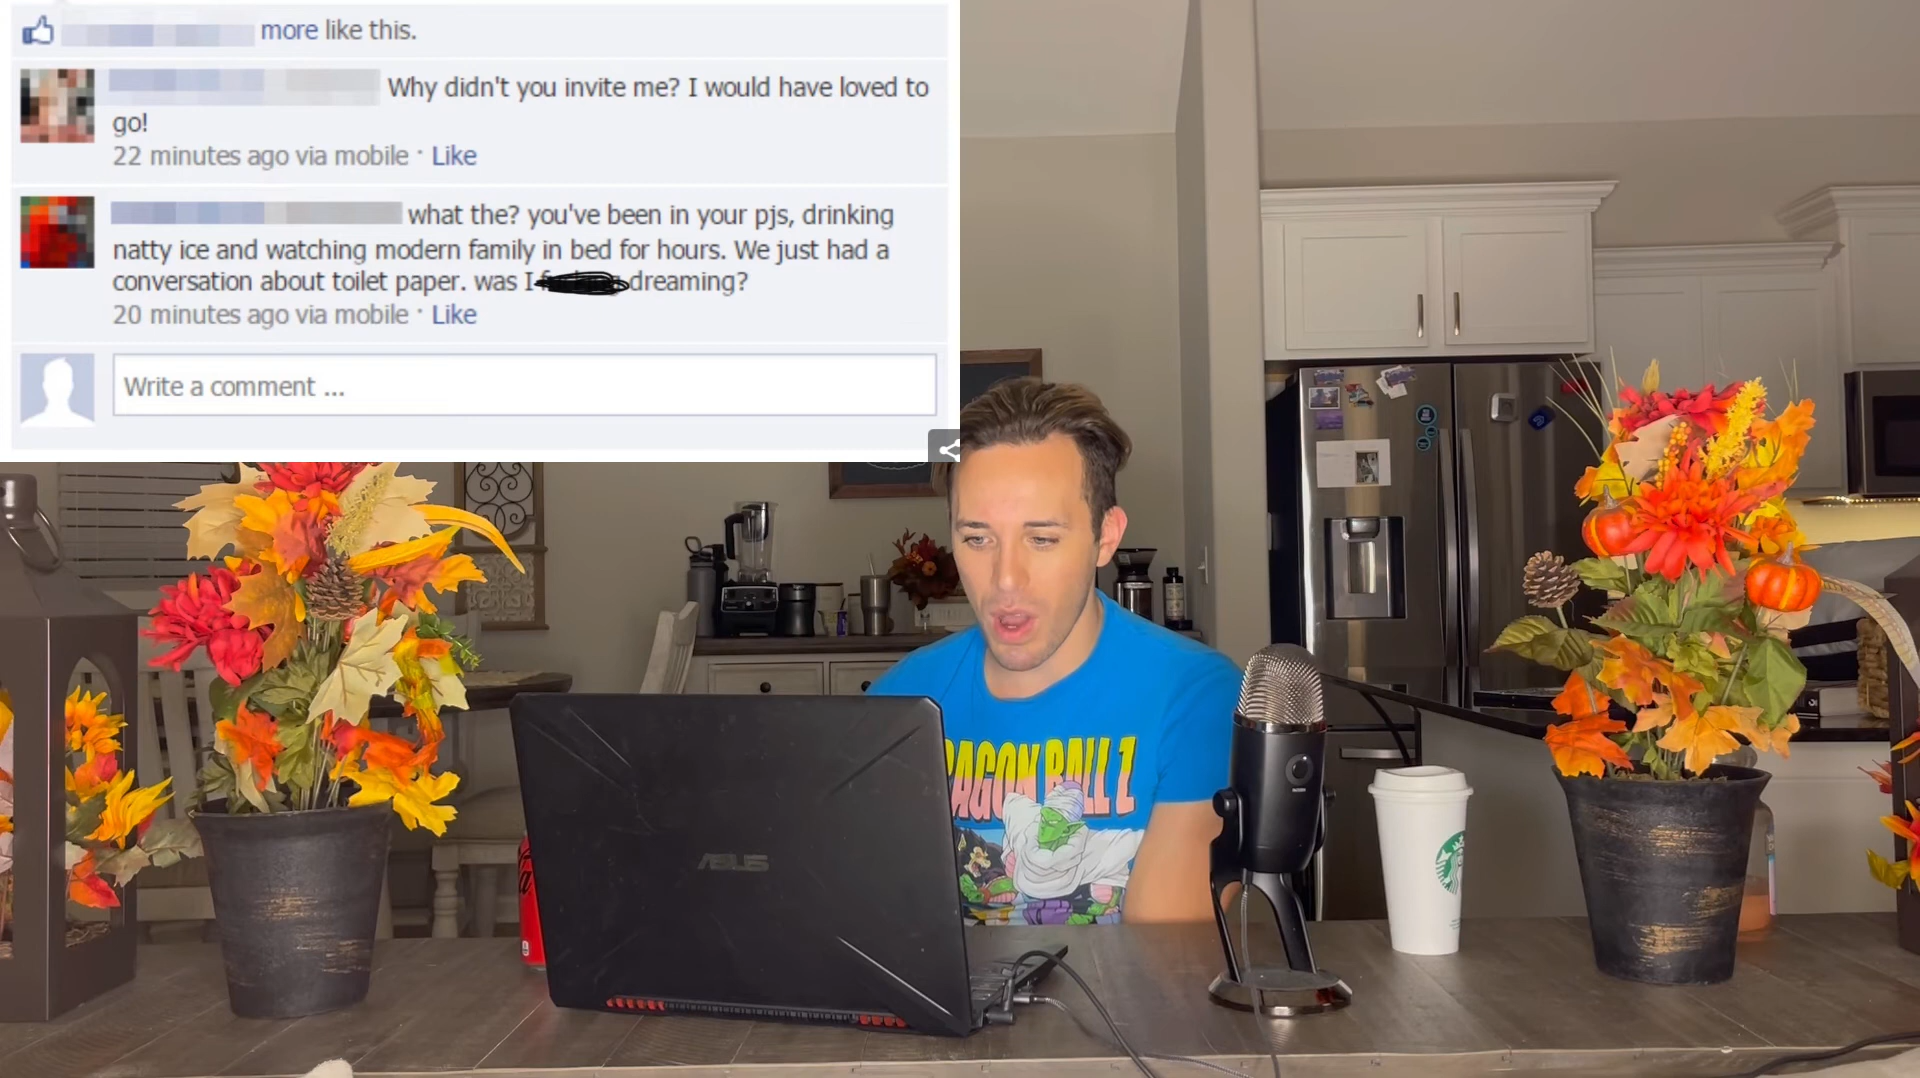 more like this.
Why didn't you invite me? I would have loved to
go!
22 minutes ago via mobile · Like
what the? you've been in your pjs, drinking
natty ice and watching modern family in bed for hours. We just had a
conversation about toilet paper. was I dreaming?
20 minutes ago via mobile · Like
Write a comment ...
AGON BALL Z
ASUS